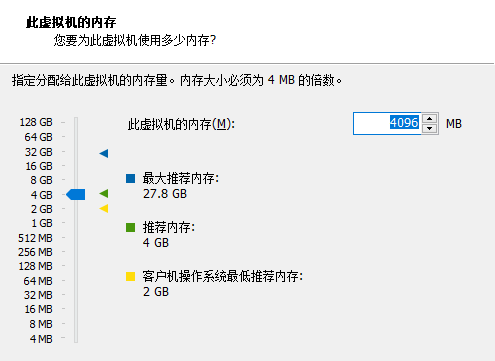 此虚拟机的内存
您要为此虚拟机使用多少内存?
指定分配给此虚拟机的内存量。内存大小必须为 4 MB 的倍数。
128 GB
64 GB
32 GB
16 GB
8 GB
4 GB
2 GB
1 GB
512 MB
256 MB
128 MB
64 MB
32 MB
16 MB
8 MB
4 MB
此虚拟机的内存(M): 4096 MB
最大推荐内存:
27.8 GB
推荐内存:
4 GB
客户机操作系统最低推荐内存:
2 GB